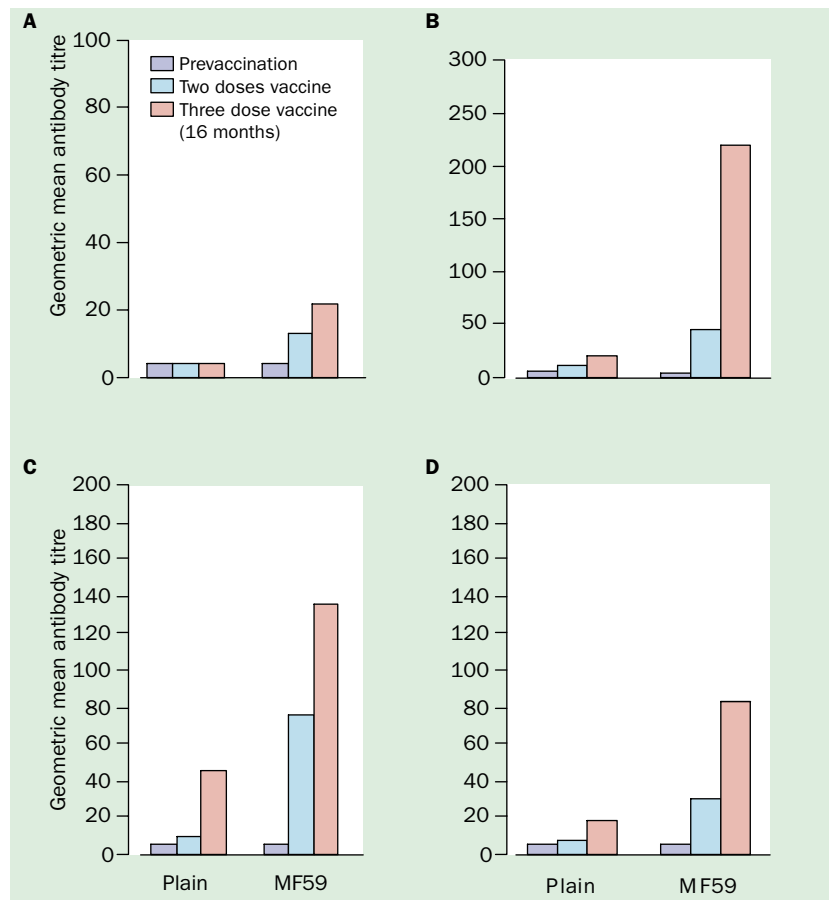 A
Geometric mean antibody titre
100
80
60
40
20
0
Prevaccination
Two doses vaccine
Three dose vaccine
(16 months)
B
300
250
200
150
100
50
0
C
Geometric mean antibody titre
200
180
160
140
120
100
80
60
40
20
0
Plain MF59
D
200
180
160
140
120
100
80
60
40
20
0
Plain MF59